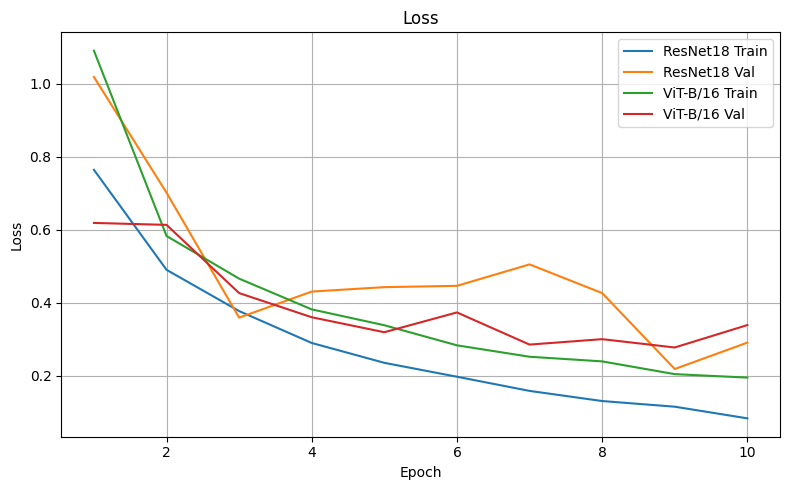 Loss
ResNet18 Train
ResNet18 Val
ViT-B/16 Train
ViT-B/16 Val
1.0
0.8
0.6
0.4
0.2
Loss
2
4
6
8
10
Epoch